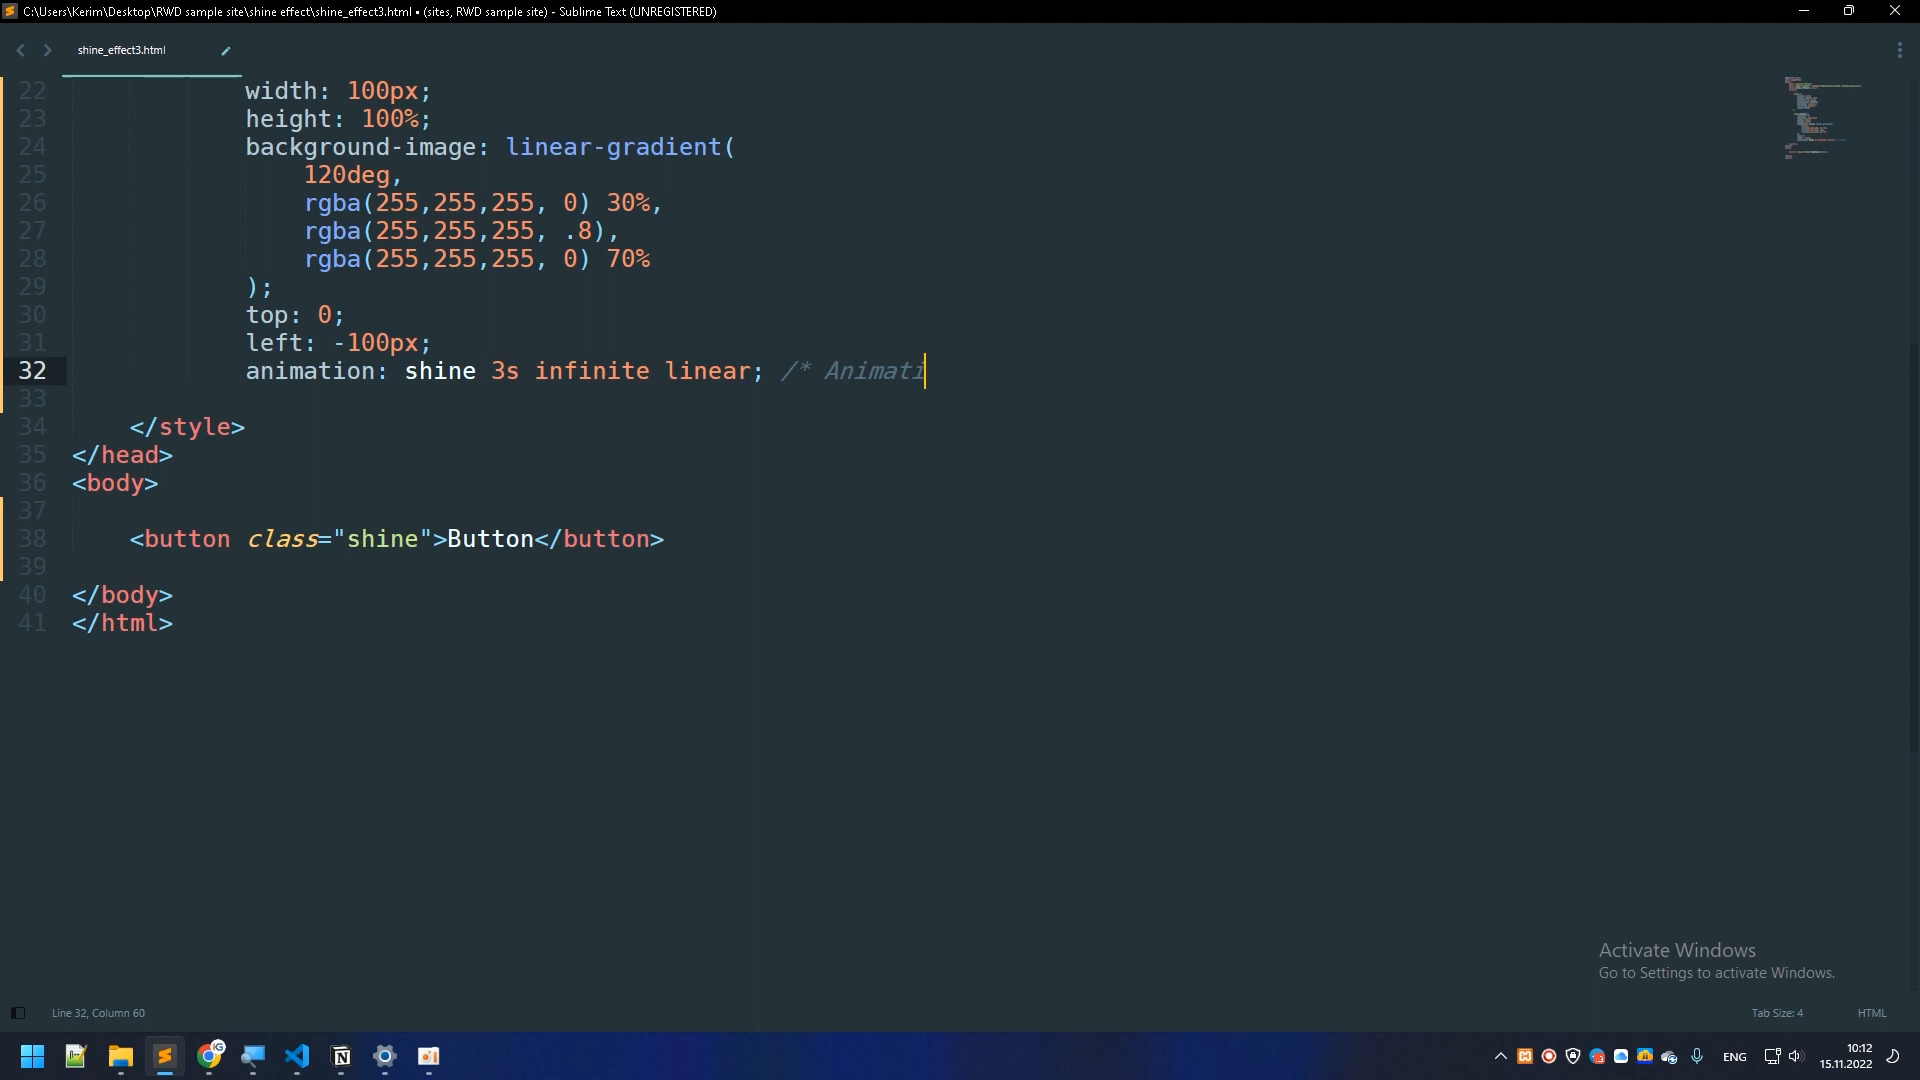 C:\Users\Kerim\Desktop\RWD sample site\shine effect\shine_effect3.html • (sites, RWD sample site) - Sublime Text (UNREGISTERED)
shine_effect3.html
22 width: 100px;
23 height: 100%;
24 background-image: linear-gradient(
25 120deg,
26 rgba(255,255,255, 0) 30%,
27 rgba(255,255,255, .8),
28 rgba(255,255,255, 0) 70%
29 );
30 top: 0;
31 left: -100px;
32 animation: shine 3s infinite linear; /* Animati
33
34 </style>
35 </head>
36 <body>
37
38 <button class="shine">Button</button>
39
40 </body>
41 </html>
Activate Windows
Go to Settings to activate Windows.
Line 32, Column 60
Tab Size: 4
HTML
ENG
10:12
15.11.2022